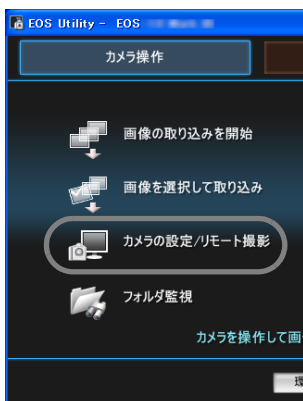 EOS Utility - EOS
カメラ操作
画像の取り込みを開始
画像を選択して取り込み
カメラの設定/リモート撮影
フォルダ監視
カメラを操作して画
環